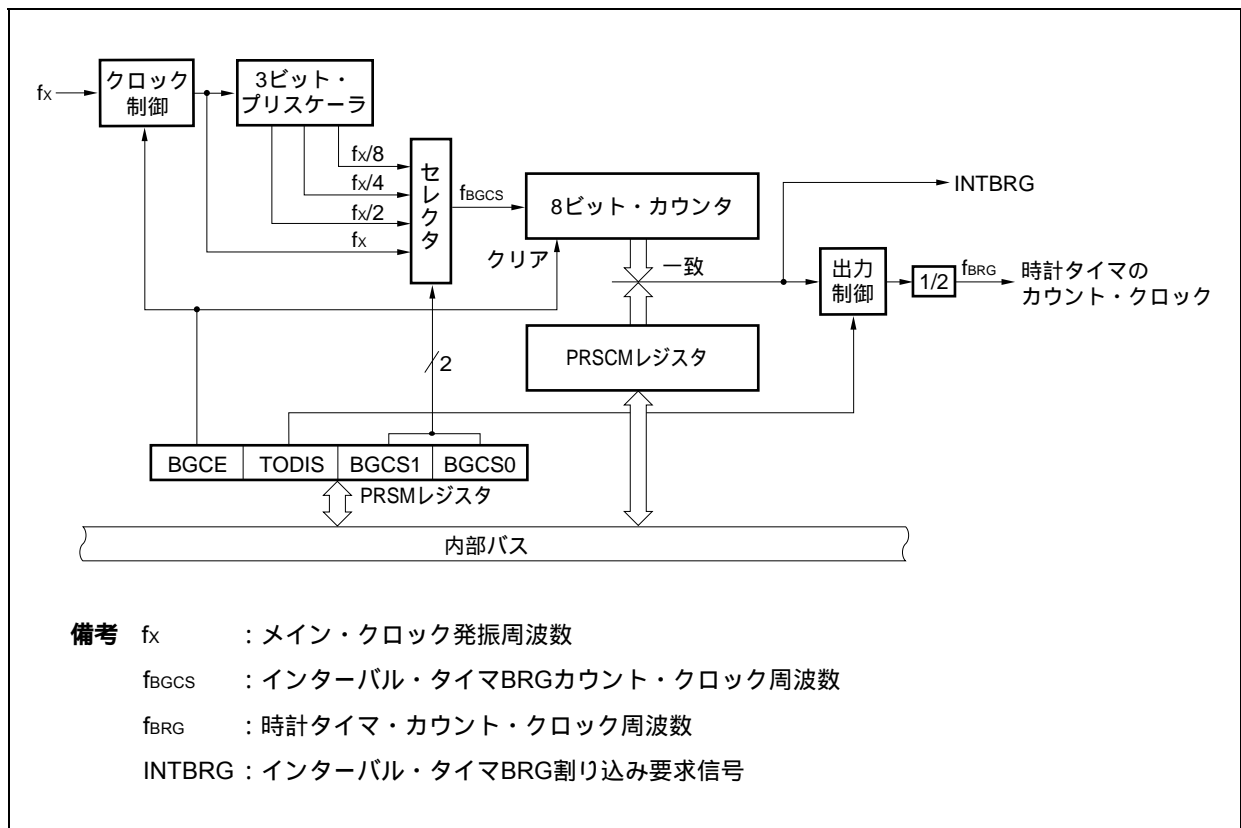 fX
クロック
制御
3ビット・
プリスケーラ
fX/8
fX/4
fX/2
fX
セレクタ
fBGCS
8ビット・カウンタ
クリア
一致
INTBRG
出力
制御
1/2
fBRG
時計タイマの
カウント・クロック
PRSCMレジスタ
2
BGCE TODIS BGCS1 BGCS0
PRSMレジスタ
内部バス
備考 fX :メイン・クロック発振周波数
fBGCS :インターバル・タイマBRGカウント・クロック周波数
fBRG :時計タイマ・カウント・クロック周波数
INTBRG:インターバル・タイマBRG割り込み要求信号